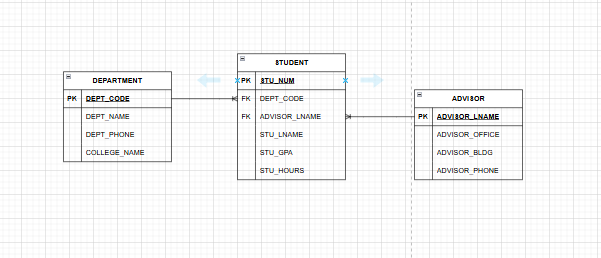 DEPARTMENT
PK DEPT_CODE
DEPT_NAME
DEPT_PHONE
COLLEGE_NAME
STUDENT
PK STU_NUM
FK DEPT_CODE
FK ADVISOR_LNAME
STU_LNAME
STU_GPA
STU_HOURS
ADVISOR
PK ADVISOR_LNAME
ADVISOR_OFFICE
ADVISOR_BLDG
ADVISOR_PHONE